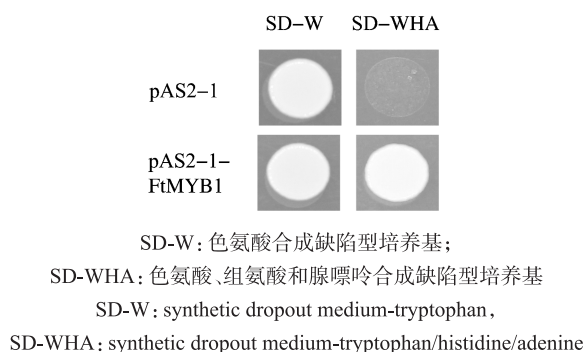 SD–W SD–WHA
pAS2–1
pAS2–1–
FtMYB1
SD-W：色氨酸合成缺陷型培养基；
SD-WHA：色氨酸、组氨酸和腺嘌呤合成缺陷型培养基
SD-W：synthetic dropout medium-tryptophan，
SD-WHA：synthetic dropout medium-tryptophan/histidine/adenine